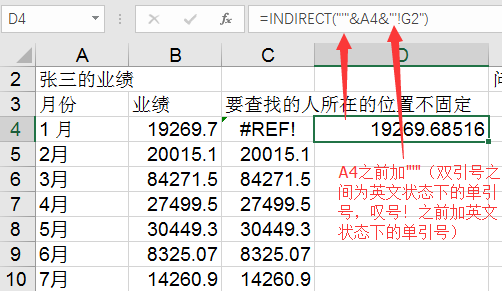 D4 =INDIRECT("'"&A4&"'!G2")
A B C D
2 张三的业绩
3 月份 业绩 要查找的人所在的位置不固定
4 1 月 19269.7 #REF! 19269.68516
5 2月 20015.1 20015.1
6 3月 84271.5 84271.5
7 4月 27499.5 27499.5
8 5月 30449.3 30449.3
9 6月 8325.07 8325.07
10 7月 14260.9 14260.9
A4之前加"'"（双引号之
间为英文状态下的单引
号，叹号！之前加英文
状态下的单引号）